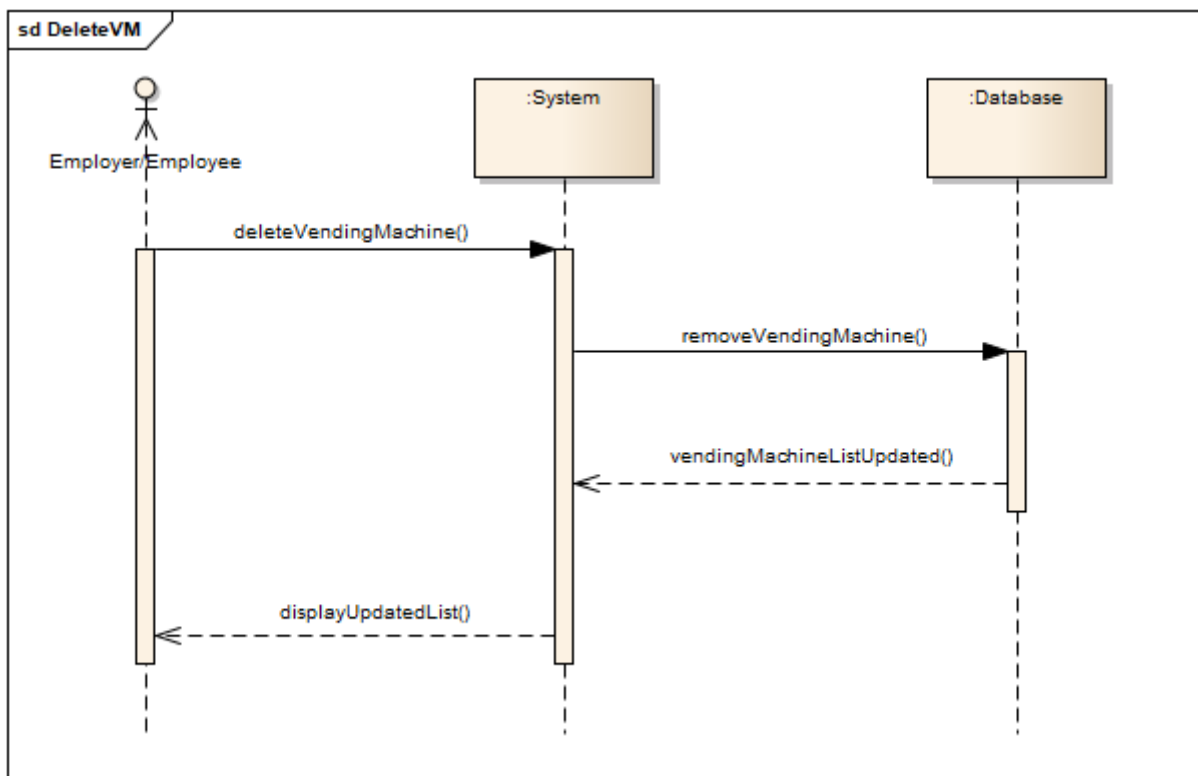 sd DeleteVM
:System
:Database
Employer/Employee
deleteVendingMachine()
removeVendingMachine()
vendingMachineListUpdated()
displayUpdatedList()